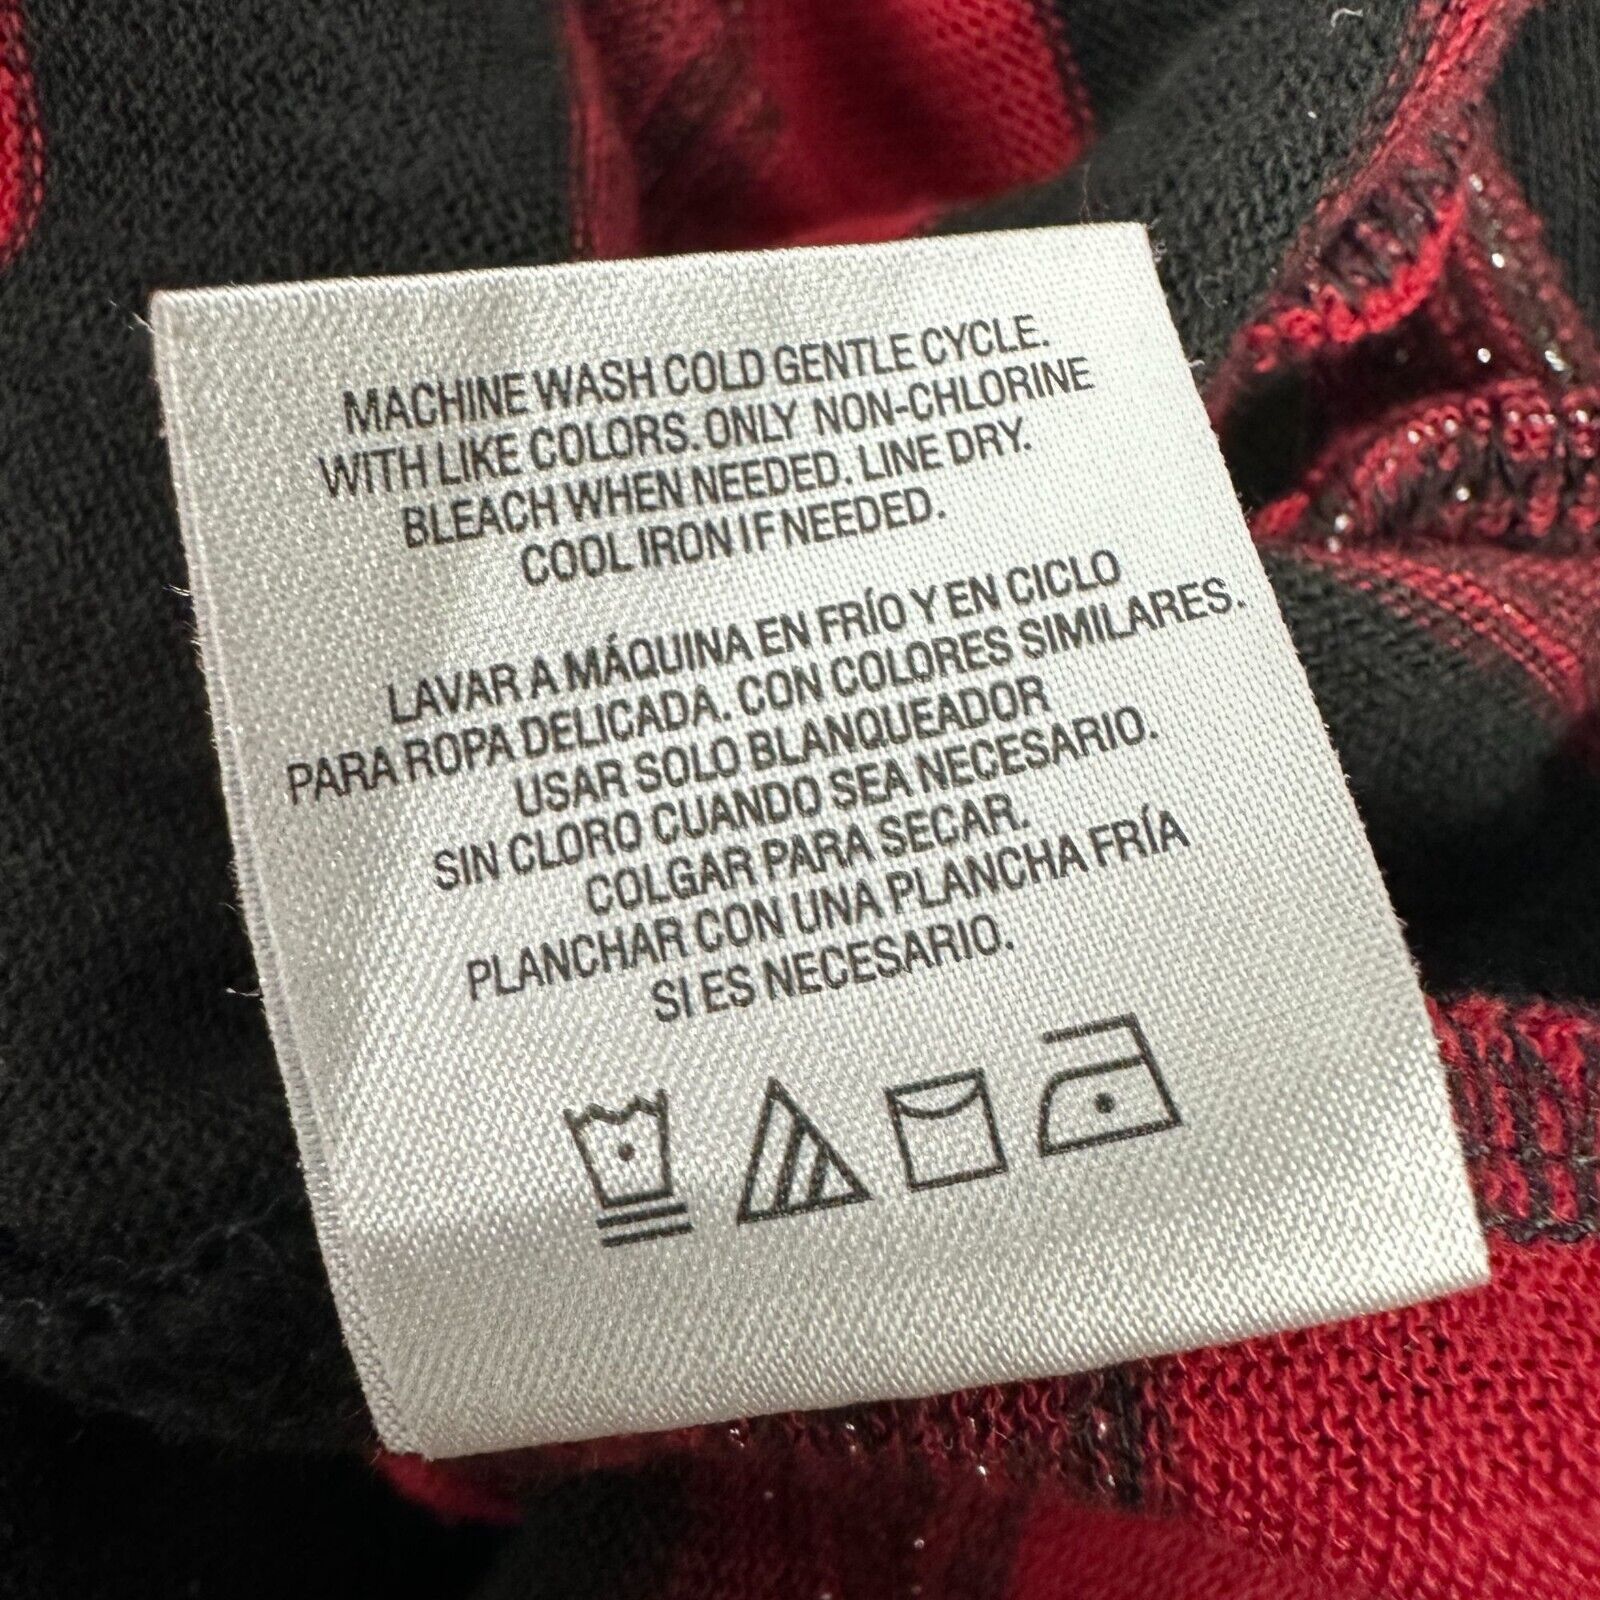 MACHINE WASH COLD GENTLE CYCLE.
WITH LIKE COLORS. ONLY NON-CHLORINE
BLEACH WHEN NEEDED. LINE DRY.
COOL IRON IF NEEDED.
LAVAR A MÁQUINA EN FRÍO Y EN CICLO
PARA ROPA DELICADA. CON COLORES SIMILARES.
USAR SOLO BLANQUEADOR
SIN CLORO CUANDO SEA NECESARIO.
COLGAR PARA SECAR.
PLANCHAR CON UNA PLANCHA FRÍA
SI ES NECESARIO.